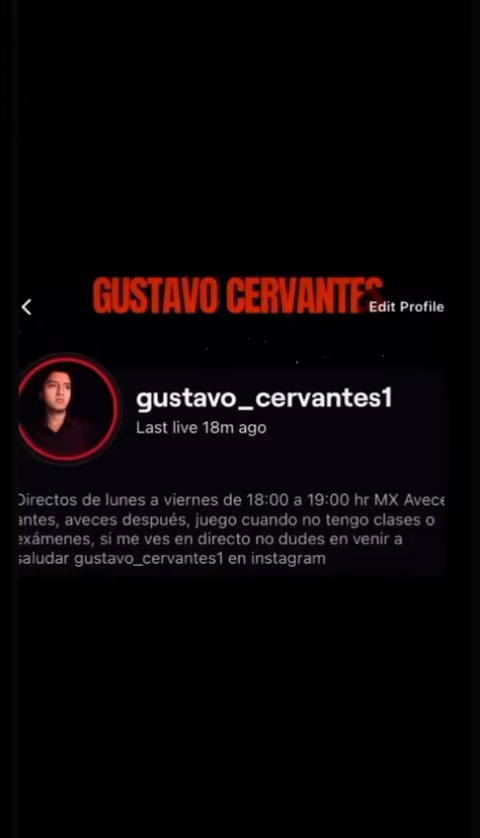 GUSTAVO CERVANTES
Edit Profile
gustavo_cervantes1
Last live 18m ago
Directos de lunes a viernes de 18:00 a 19:00 hr MX Avece
antes, aveces después, juego cuando no tengo clases o
exámenes, si me ves en directo no dudes en venir a
saludar gustavo_cervantes1 en instagram